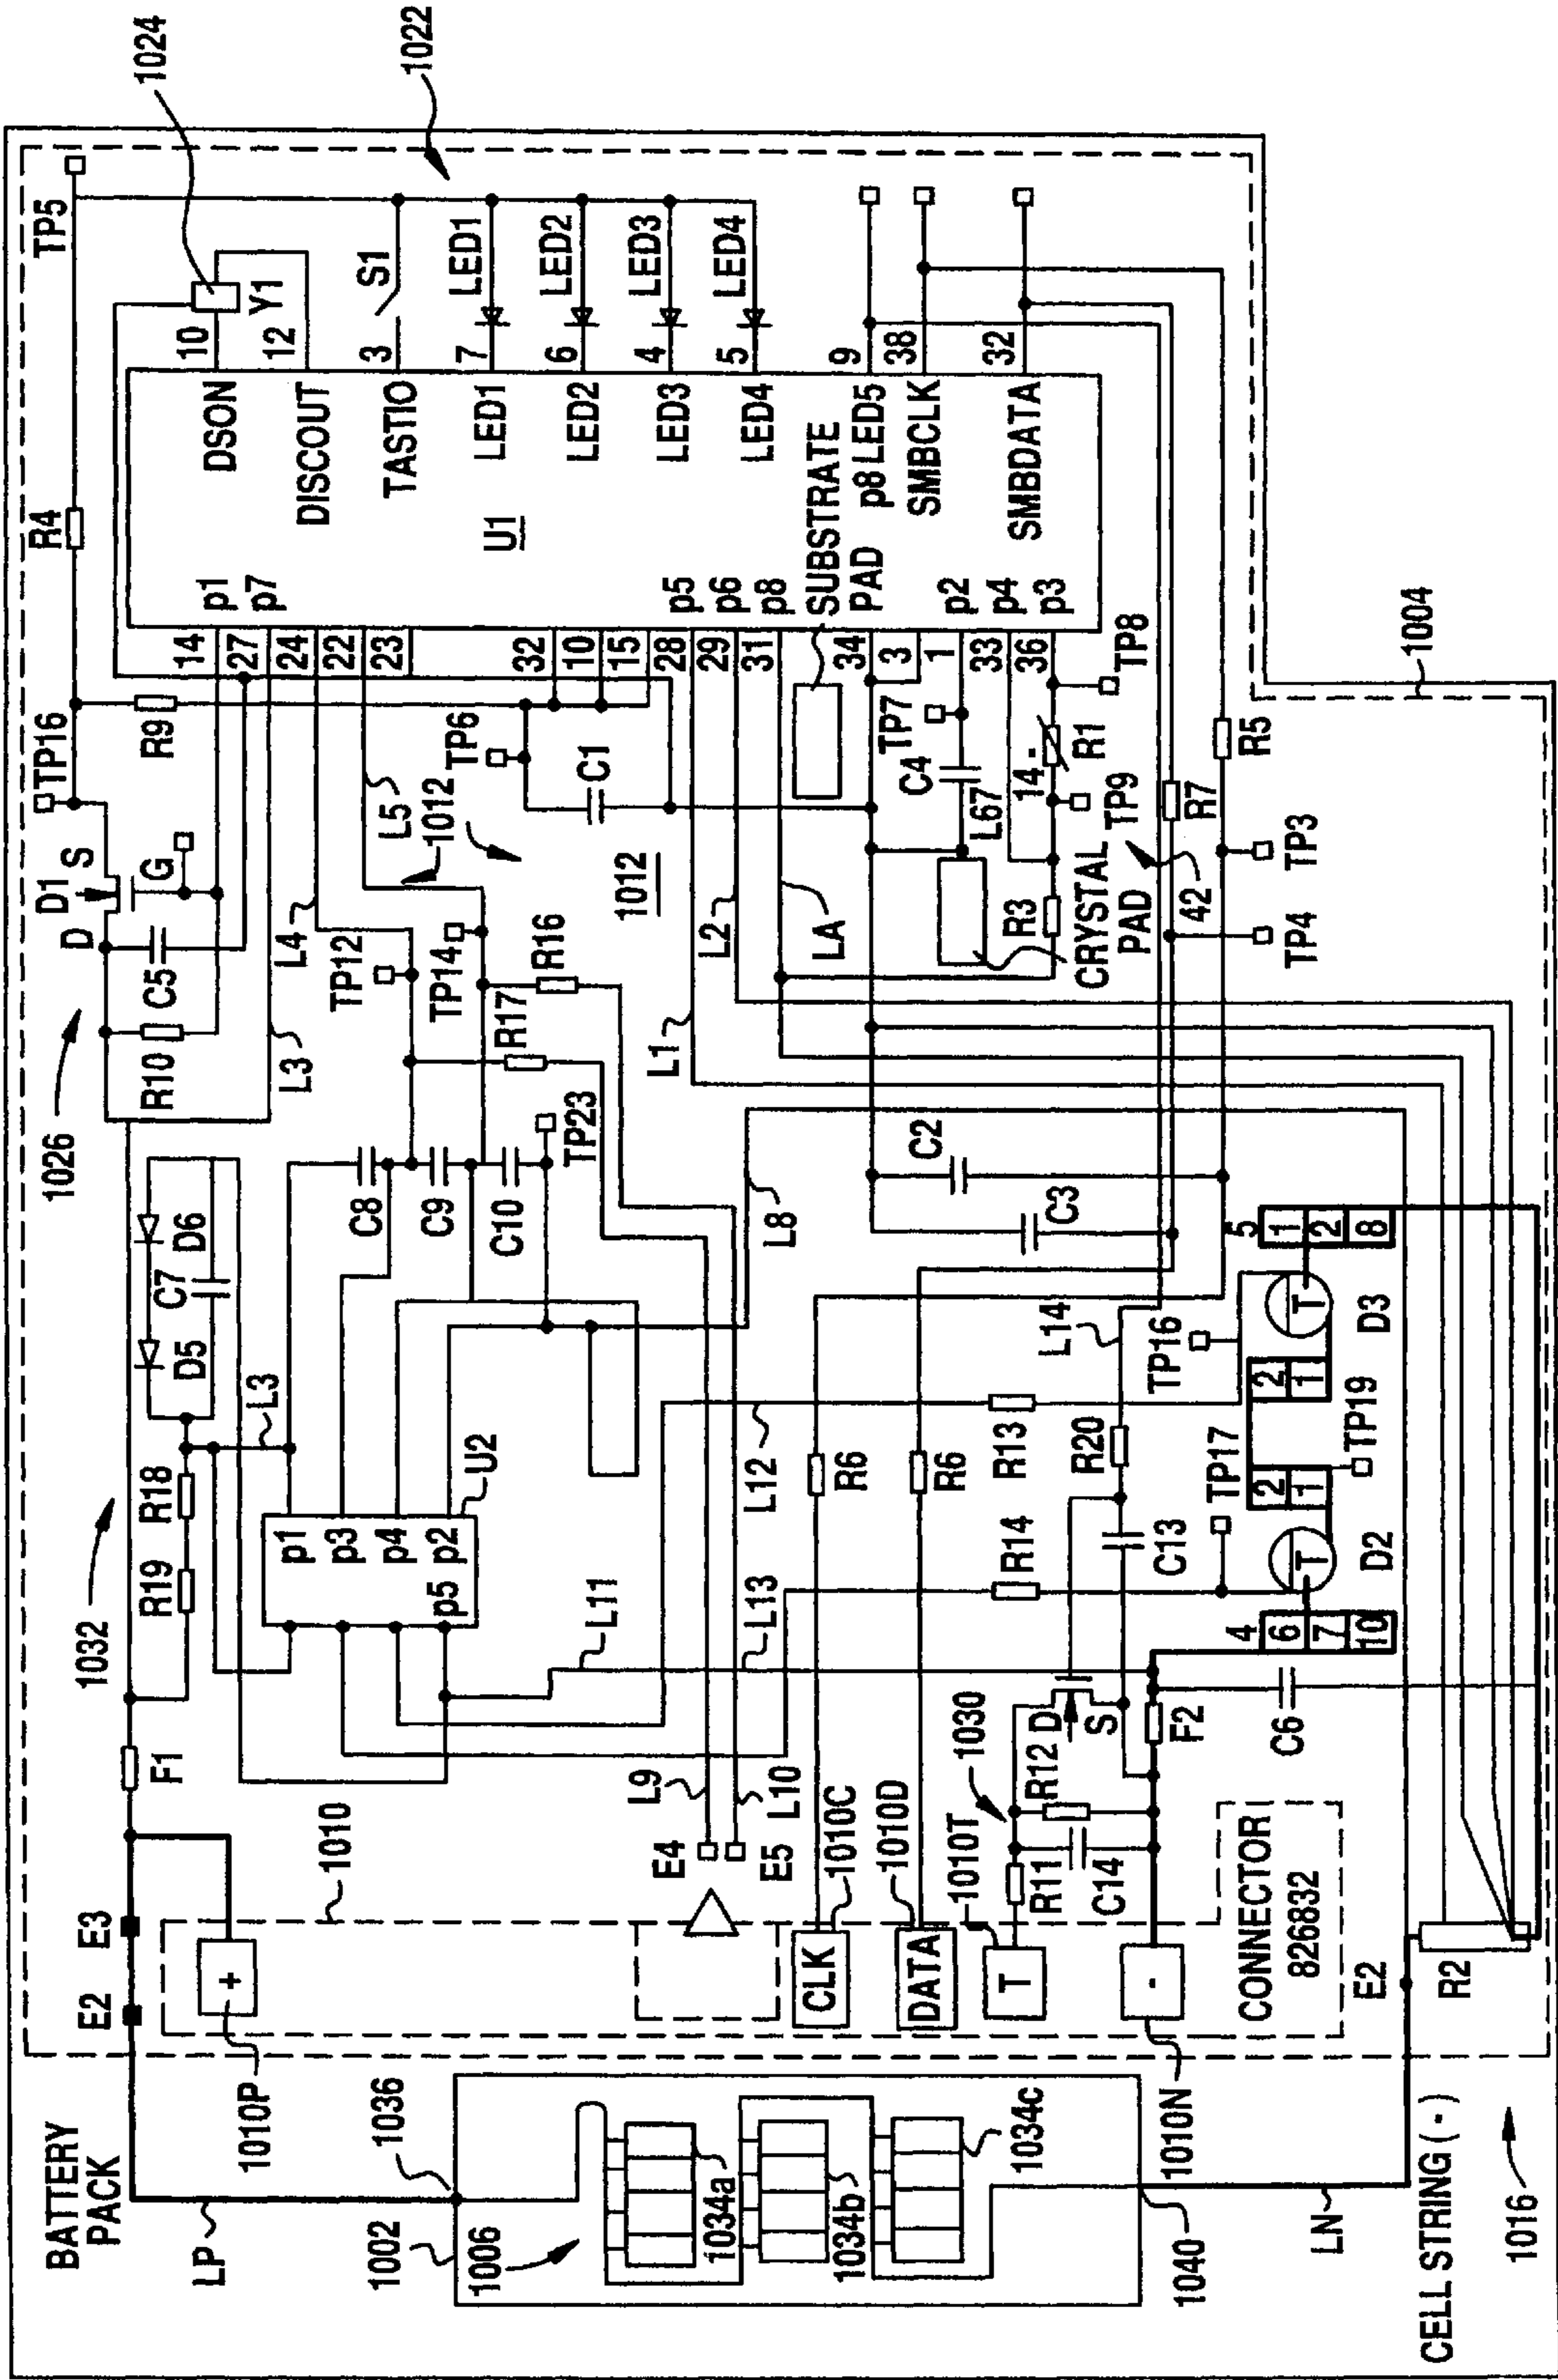 BATTERY
PACK
LP
1002
1006
1036
1034a
1034b
1034c
1040
LN
CELL STRING (-)
1016
E2
E3
+
1010P
1010
F1
1032
R19
R18
D5
C7
D6
L3
1026
R10
C5
D
D1
S
G
TP16
R9
R4
TP5
1024
1022
Y1
10
12
3
7
6
4
5
9
38
32
S1
LED1
LED2
LED3
LED4
DSON
DISCOUT
TASTIO
LED1
LED2
LED3
LED4
p8 LED5
SMBCLK
SMBDATA
U1
SUBSTRATE
PAD
p1
p7
p5
p6
p8
p2
p4
p3
14
27
24
22
23
32
10
15
28
29
31
34
3
1
33
36
L3
L4
L5
1012
1012
TP12
TP14
TP6
C1
R17
R16
L1
L2
LA
TP7
C4
L67
14
R1
TP8
TP9
R3
CRYSTAL
PAD
42
R7
R5
TP4
TP3
1004
p1
p3
p4
p2
p5
U2
C8
C9
C10
TP23
L8
C2
C3
L11
L13
L12
L9
L10
E4
E5
1010C
CLK
1010D
DATA
1010T
T
-
1010N
R6
R6
R14
R13
R20
L14
TP16
TP17
TP19
C13
1030
R11
R12
C14
D
S
F2
C6
4
6
7
10
T
D2
2
1
2
1
T
D3
5
1
2
8
CONNECTOR
826832
E2
R2